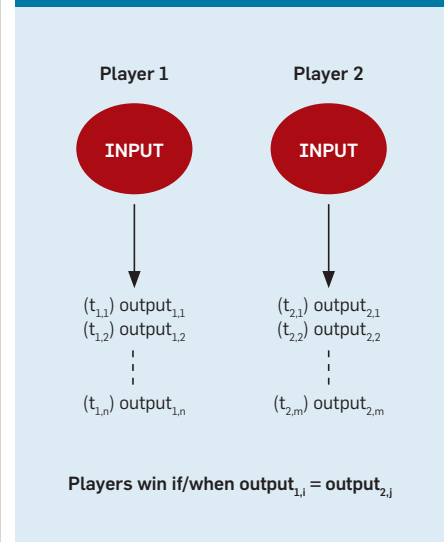 Player 1 Player 2
INPUT INPUT
(t1,1) output1,1 (t2,1) output2,1
(t1,2) output1,2 (t2,2) output2,2
(t1,n) output1,n (t2,m) output2,m
Players win if/when output1,i = output2,j